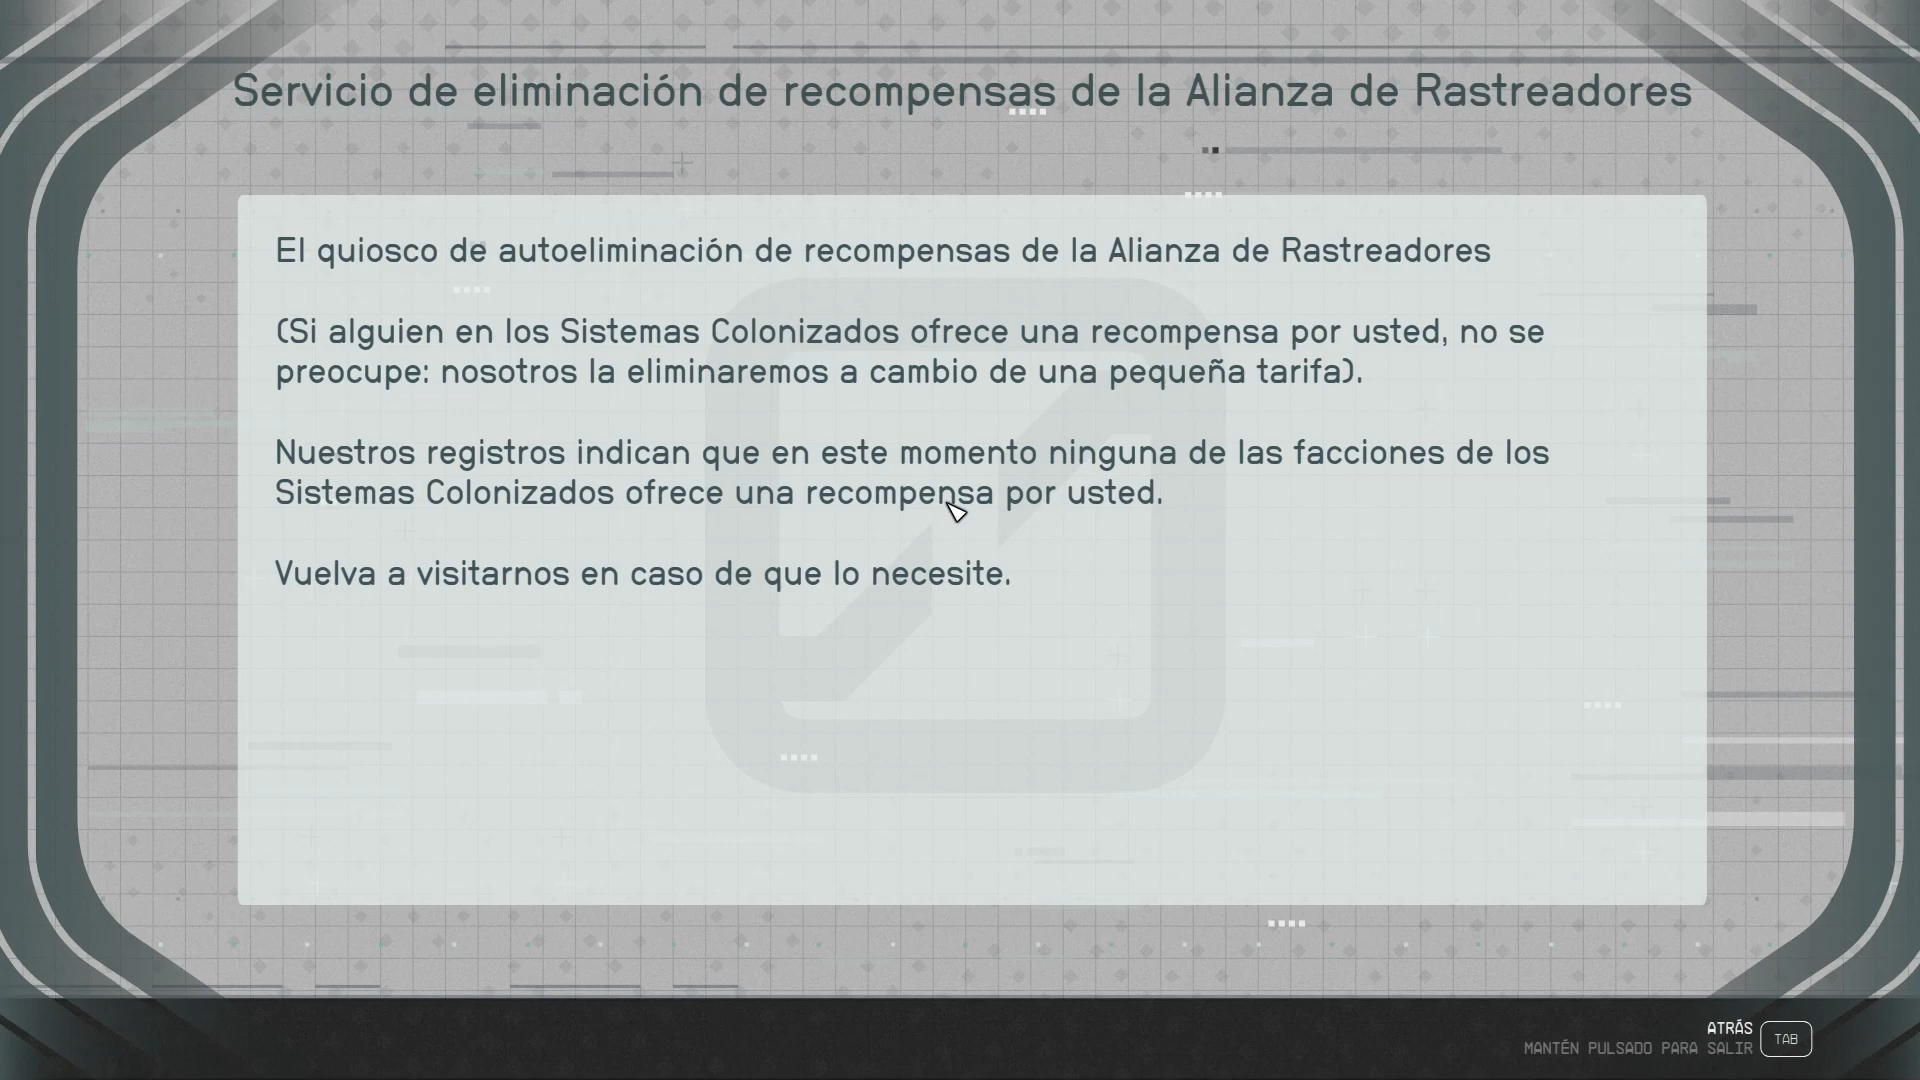 Servicio de eliminación de recompensas de la Alianza de Rastreadores
El quiosco de autoeliminación de recompensas de la Alianza de Rastreadores
(Si alguien en los Sistemas Colonizados ofrece una recompensa por usted, no se
preocupe: nosotros la eliminaremos a cambio de una pequeña tarifa).
Nuestros registros indican que en este momento ninguna de las facciones de los
Sistemas Colonizados ofrece una recompensa por usted.
Vuelva a visitarnos en caso de que lo necesite.
ATRÁS
MANTÉN PULSADO PARA SALIR
TAB